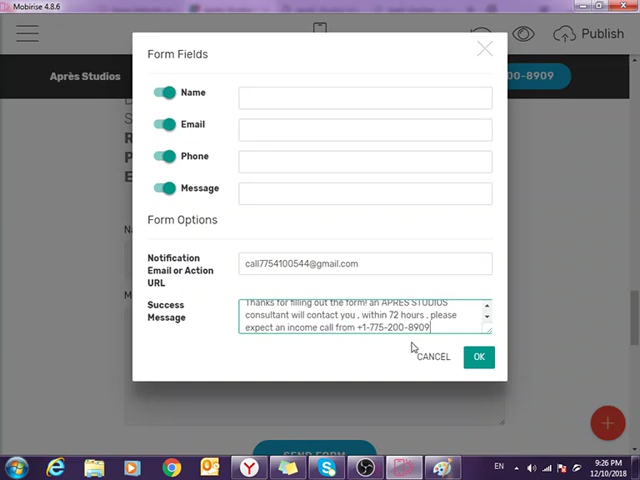 Mobirise 4.8.6
Publish
Après Studios
00-8909
Form Fields
Name
Email
Phone
Message
Form Options
Notification
Email or Action
URL
call7754100544@gmail.com
Success
Message
Thanks for filling out the form! an APRES STUDIOS
consultant will contact you , within 72 hours , please
expect an income call from +1-775-200-8909
CANCEL
OK
SEND FORM
EN
9:26 PM
12/10/2018